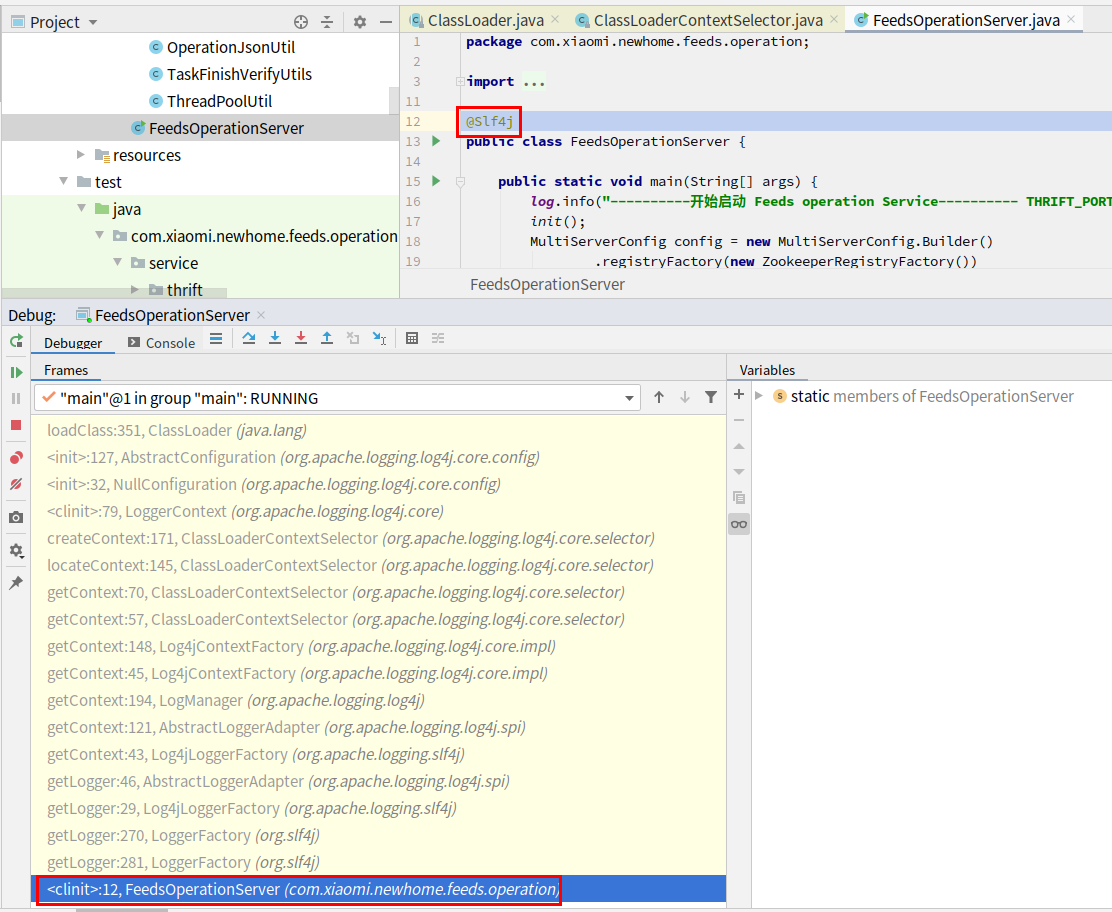 Project
ClassLoader.java
ClassLoaderContextSelector.java
FeedsOperationServer.java
OperationJsonUtil
TaskFinishVerifyUtils
ThreadPoolUtil
FeedsOperationServer
resources
test
java
com.xiaomi.newhome.feeds.operation
service
thrift
1 package com.xiaomi.newhome.feeds.operation;
2
3 import ...
11
12 @Slf4j
13 public class FeedsOperationServer {
14
15 public static void main(String[] args) {
16 log.info("----------开始启动 Feeds operation Service---------- THRIFT_PORT
17 init();
18 MultiServerConfig config = new MultiServerConfig.Builder()
19 .registryFactory(new ZookeeperRegistryFactory())
FeedsOperationServer
Debug: FeedsOperationServer
Debugger Console
Frames
Variables
"main"@1 in group "main": RUNNING
static members of FeedsOperationServer
loadClass:351, ClassLoader (java.lang)
<init>:127, AbstractConfiguration (org.apache.logging.log4j.core.config)
<init>:32, NullConfiguration (org.apache.logging.log4j.core.config)
<clinit>:79, LoggerContext (org.apache.logging.log4j.core)
createContext:171, ClassLoaderContextSelector (org.apache.logging.log4j.core.selector)
locateContext:145, ClassLoaderContextSelector (org.apache.logging.log4j.core.selector)
getContext:70, ClassLoaderContextSelector (org.apache.logging.log4j.core.selector)
getContext:57, ClassLoaderContextSelector (org.apache.logging.log4j.core.selector)
getContext:148, Log4jContextFactory (org.apache.logging.log4j.core.impl)
getContext:45, Log4jContextFactory (org.apache.logging.log4j.core.impl)
getContext:194, LogManager (org.apache.logging.log4j)
getContext:121, AbstractLoggerAdapter (org.apache.logging.log4j.spi)
getContext:43, Log4jLoggerFactory (org.apache.logging.slf4j)
getLogger:46, AbstractLoggerAdapter (org.apache.logging.log4j.spi)
getLogger:29, Log4jLoggerFactory (org.apache.logging.slf4j)
getLogger:270, LoggerFactory (org.slf4j)
getLogger:281, LoggerFactory (org.slf4j)
<clinit>:12, FeedsOperationServer (com.xiaomi.newhome.feeds.operation)